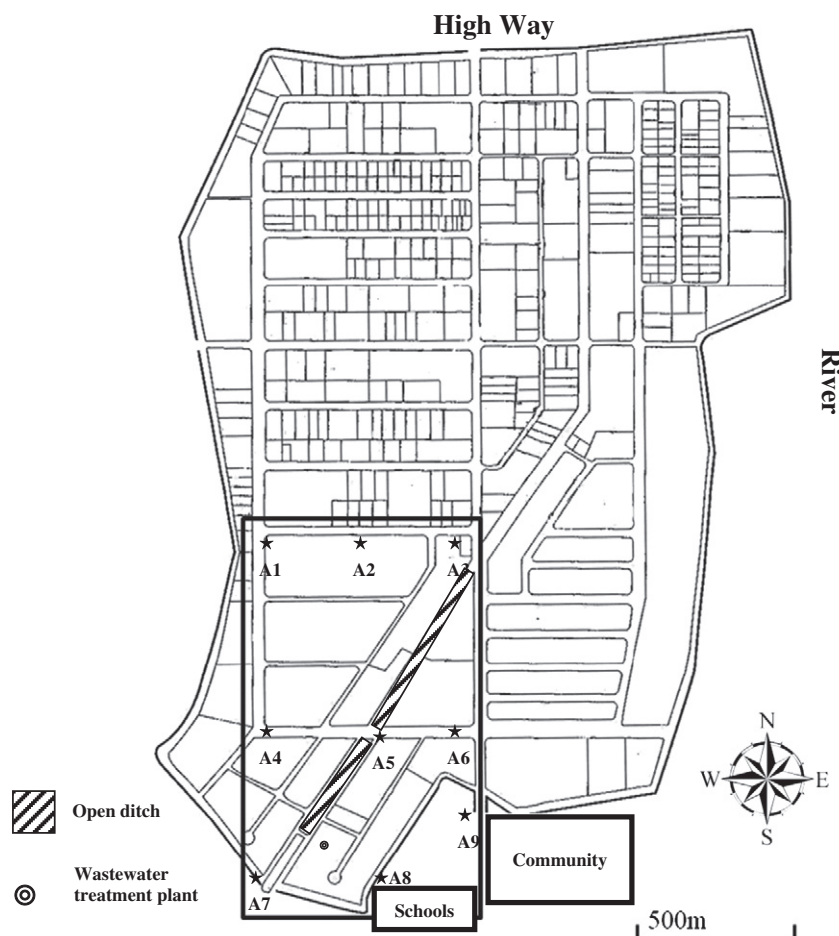 High Way
River
A1
A2
A3
A4
A5
A6
N
W
E
S
Open ditch
A9
Community
Wastewater
treatment plant
A7
A8
Schools
500m